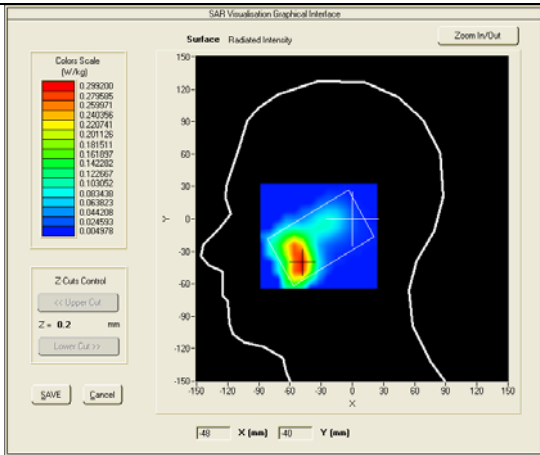 SAR Visualisation Graphical Interface
Surface Radiated Intensity
Zoom In/Out
Colors Scale
(W/kg)
0.299200
0.279585
0.259971
0.240356
0.220741
0.201126
0.181511
0.161897
0.142282
0.122667
0.103052
0.083438
0.063823
0.044208
0.024593
0.004978
Z-Cuts Control
<< Upper Cut
Z = 0.2 mm
Lower Cut >>
SAVE Cancel
150-
120-
90-
60-
30-
0-
-30-
-60-
-90-
-120-
-150-
Y
-150 -120 -90 -60 -30 0 30 60 90 120 150
X
-48 X (mm) -40 Y (mm)